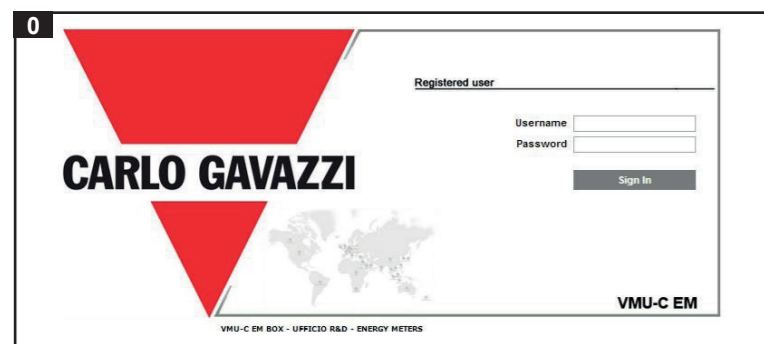 0
Registered user
Username
Password
Sign In
CARLO GAVAZZI
VMU-C EM
VMU-C EM BOX - UFFICIO R&D - ENERGY METERS